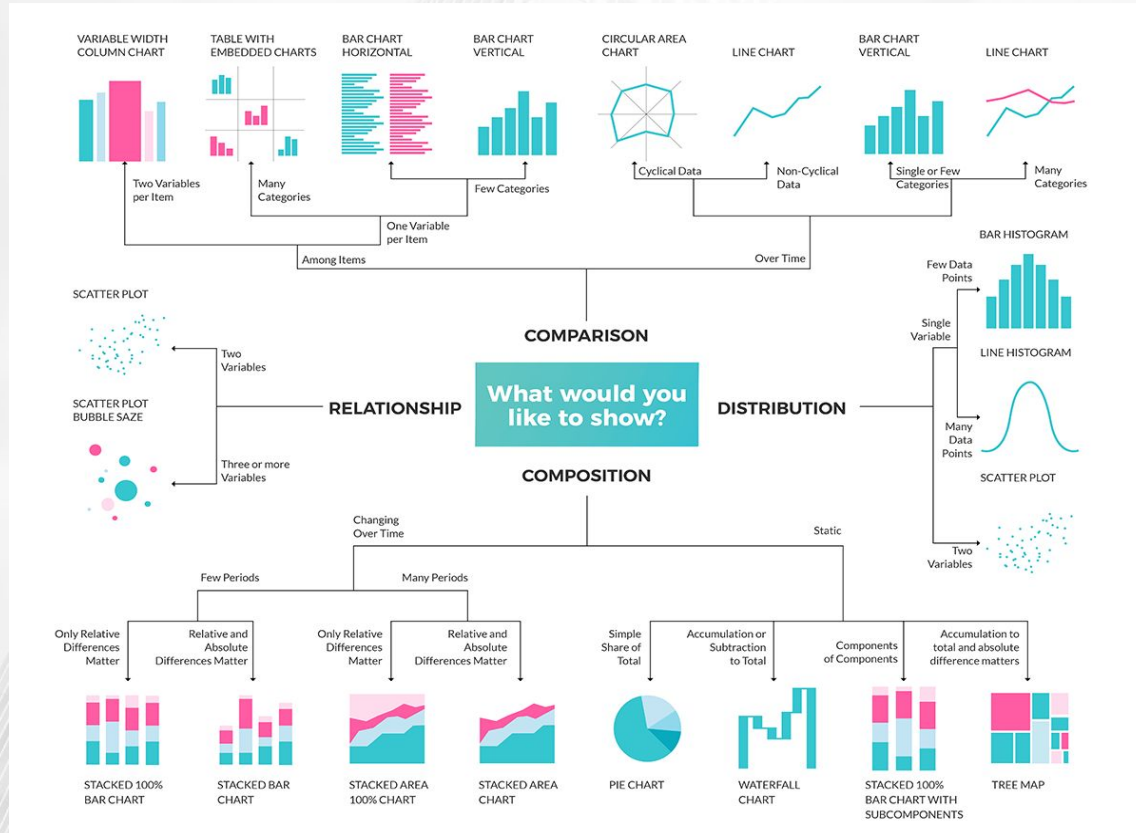 VARIABLE WIDTH
COLUMN CHART
TABLE WITH
EMBEDDED CHARTS
BAR CHART
HORIZONTAL
BAR CHART
VERTICAL
CIRCULAR AREA
CHART
LINE CHART
BAR CHART
VERTICAL
LINE CHART
Two Variables
per Item
Many
Categories
Few Categories
Cyclical Data
Non-Cyclical
Data
Single or Few
Categories
Many
Categories
One Variable
per Item
Among Items
Over Time
COMPARISON
What would you
like to show?
RELATIONSHIP
SCATTER PLOT
Two
Variables
SCATTER PLOT
BUBBLE SAZE
Three or more
Variables
DISTRIBUTION
BAR HISTOGRAM
Few Data
Points
Single
Variable
LINE HISTOGRAM
Many
Data
Points
SCATTER PLOT
Two
Variables
COMPOSITION
Changing
Over Time
Static
Few Periods
Many Periods
Only Relative
Differences
Matter
Relative and
Absolute
Differences Matter
Only Relative
Differences
Matter
Relative and
Absolute
Differences Matter
Simple
Share of
Total
Accumulation or
Subtraction
to Total
Components
of Components
Accumulation to
total and absolute
difference matters
STACKED 100%
BAR CHART
STACKED BAR
CHART
STACKED AREA
100% CHART
STACKED AREA
CHART
PIE CHART
WATERFALL
CHART
STACKED 100%
BAR CHART WITH
SUBCOMPONENTS
TREE MAP